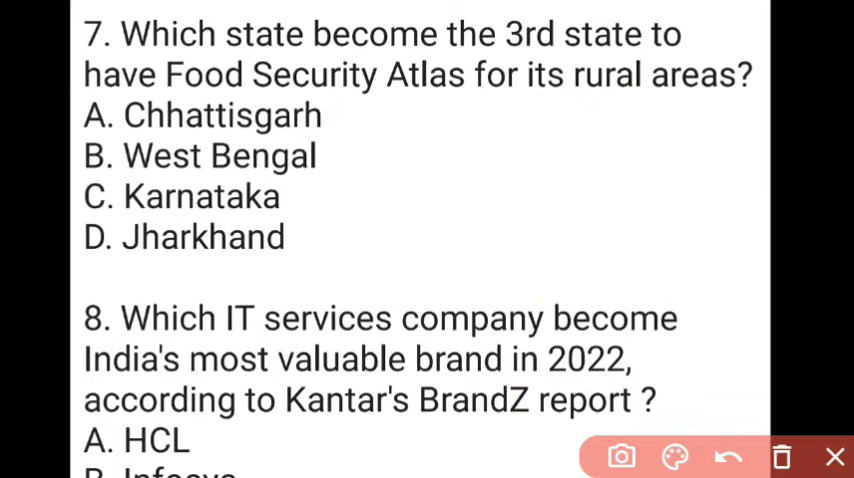 7. Which state become the 3rd state to
have Food Security Atlas for its rural areas?
A. Chhattisgarh
B. West Bengal
C. Karnataka
D. Jharkhand
8. Which IT services company become
India's most valuable brand in 2022,
according to Kantar's BrandZ report ?
A. HCL
B. Infosys